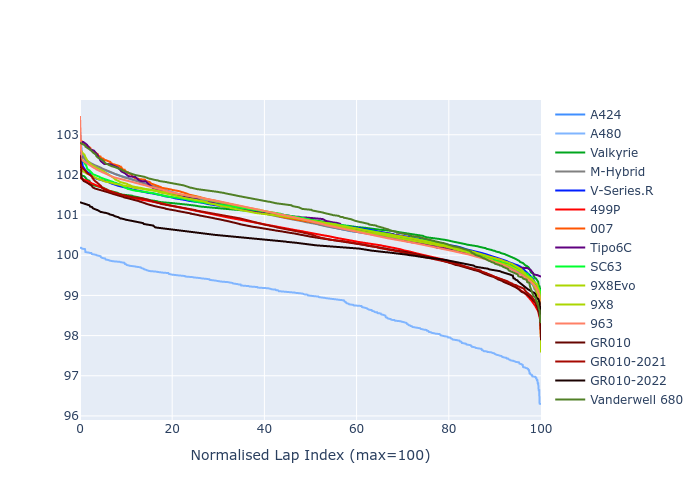 103
102
101
100
99
98
97
96
0 20 40 60 80 100
Normalised Lap Index (max=100)
A424
A480
Valkyrie
M-Hybrid
V-Series.R
499P
007
Tipo6C
SC63
9X8Evo
9X8
963
GR010
GR010-2021
GR010-2022
Vanderwell 680